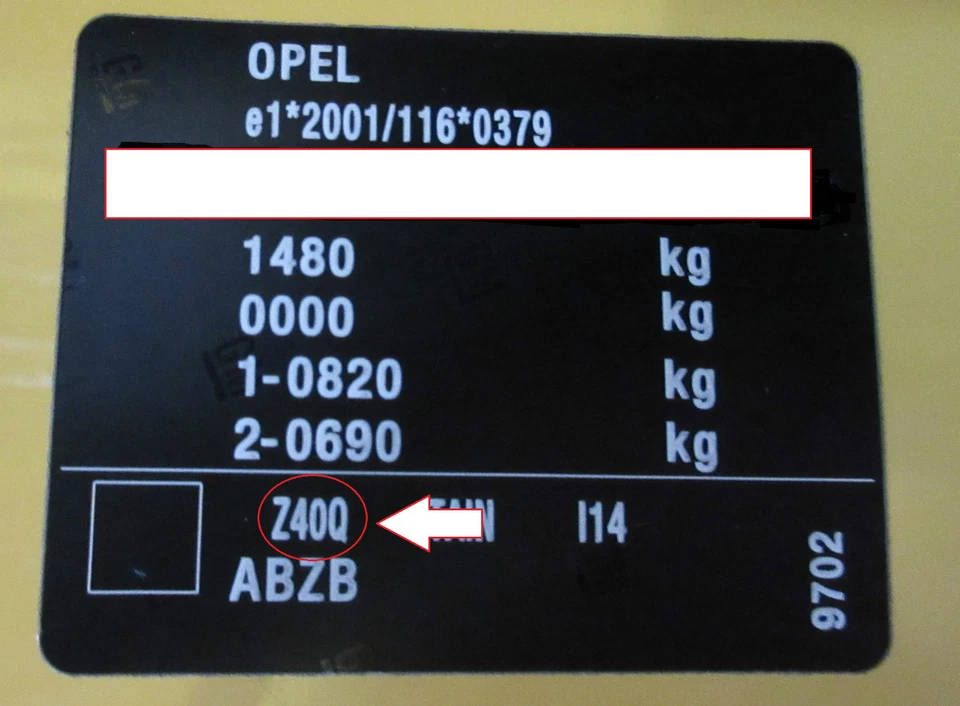 OPEL
e1*2001/116*0379
1480 kg
0000 kg
1-0820 kg
2-0690 kg
Z40Q I14
ABZB
9702